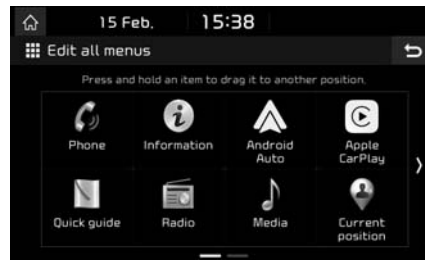 15 Feb. 15:38
Edit all menus
Press and hold an item to drag it to another position.
Phone Information Android Auto Apple CarPlay
Quick guide Radio Media Current position